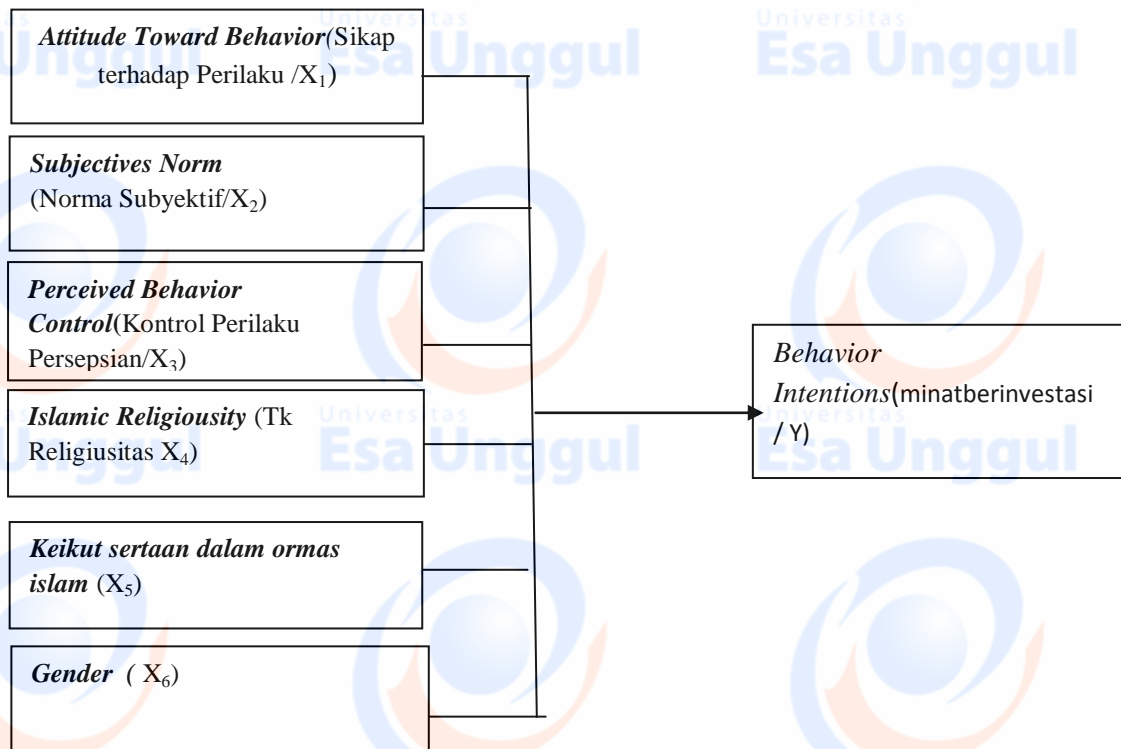 Attitude Toward Behavior(Sikap
terhadap Perilaku /X₁)
Subjectives Norm
(Norma Subyektif/X₂)
Perceived Behavior
Control(Kontrol Perilaku
Persepsian/X₃)
Islamic Religiousity (Tk
Religiusitas X₄)
Keikut sertaan dalam ormas
islam (X₅)
Gender ( X₆)
Behavior
Intentions(minatberinvestasi
/ Y)
Universitas
Esa Unggul
Universitas
Esa Unggul
Universitas
Esa Unggul
Universitas
Esa Unggul